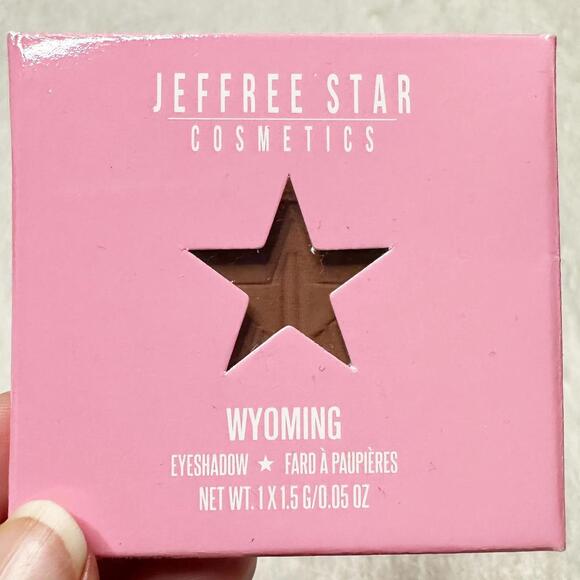 JEFFREE STAR
COSMETICS
WYOMING
EYESHADOW ★ FARD À PAUPIÈRES
NET WT. 1 X 1.5 G/0.05 OZ